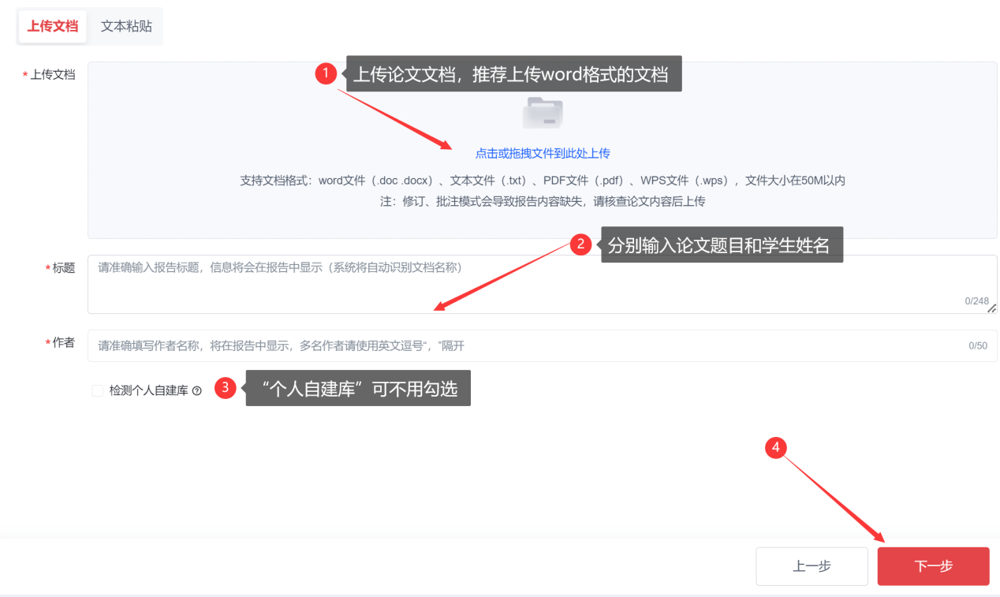 上传文档 文本粘贴
* 上传文档
1 上传论文文档，推荐上传word格式的文档
点击或拖拽文件到此处上传
支持文档格式：word文件（.doc .docx）、文本文件（.txt）、PDF文件（.pdf）、WPS文件（.wps），文件大小在50M以内
注：修订、批注模式会导致报告内容缺失，请核查论文内容后上传
2 分别输入论文题目和学生姓名
* 标题 请准确输入报告标题，信息将会在报告中显示（系统将自动识别文档名称）
0/248
* 作者 请准确填写作者名称，将在报告中显示，多名作者请使用英文逗号“，”隔开 0/50
检测个人自建库 ? 3 “个人自建库”可不用勾选
4
上一步 下一步